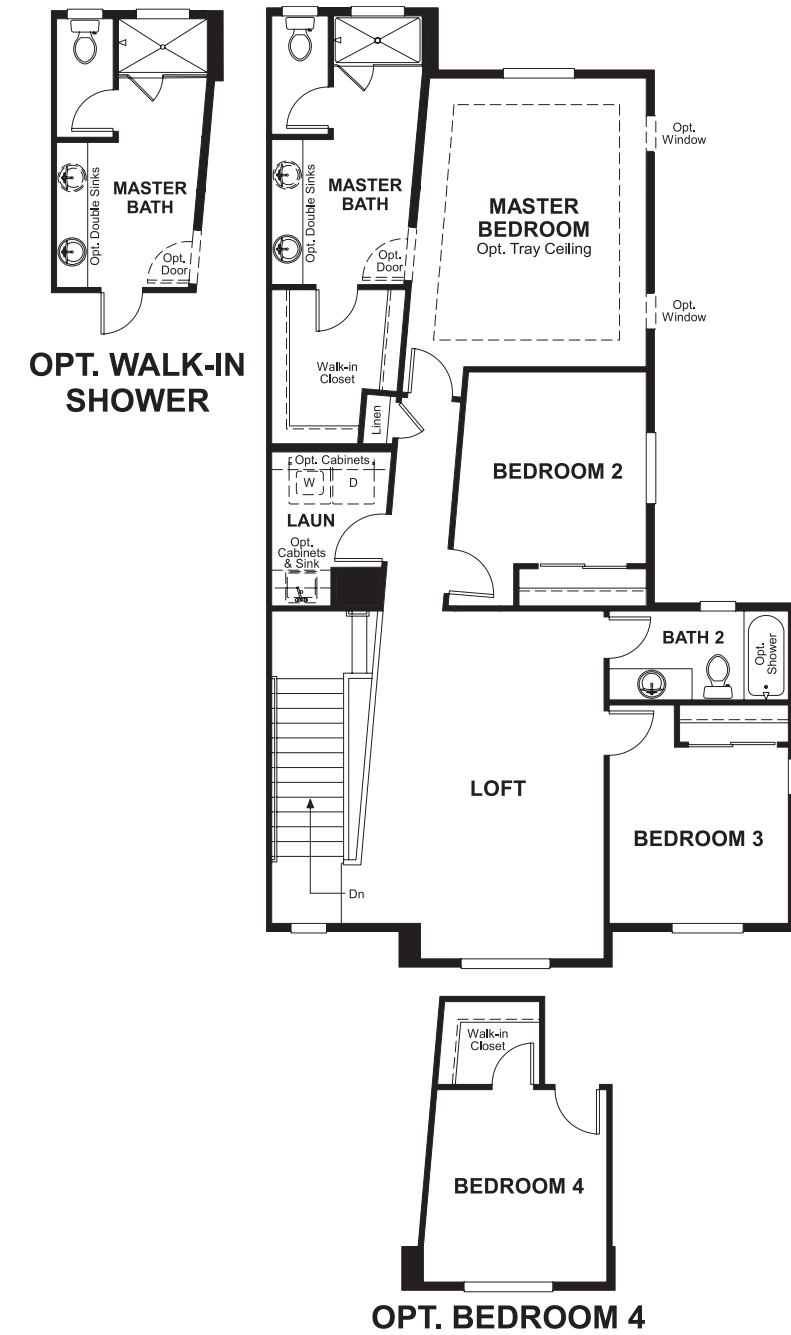 MASTER
BATH
Opt. Double Sinks
Opt.
Door
OPT. WALK-IN
SHOWER
MASTER
BATH
Opt. Double Sinks
Opt.
Door
MASTER
BEDROOM
Opt. Tray Ceiling
Opt.
Window
Opt.
Window
Walk-in
Closet
Linen
BEDROOM 2
Opt. Cabinets
W
D
LAUN
Opt.
Cabinets
& Sink
BATH 2
Opt.
Shower
LOFT
BEDROOM 3
Dn
Walk-in
Closet
BEDROOM 4
OPT. BEDROOM 4